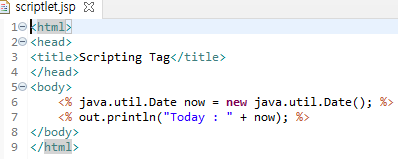 scriptlet.jsp
1 <html>
2 <head>
3 <title>Scripting Tag</title>
4 </head>
5 <body>
6 <% java.util.Date now = new java.util.Date(); %>
7 <% out.println("Today : " + now); %>
8 </body>
9 </html>